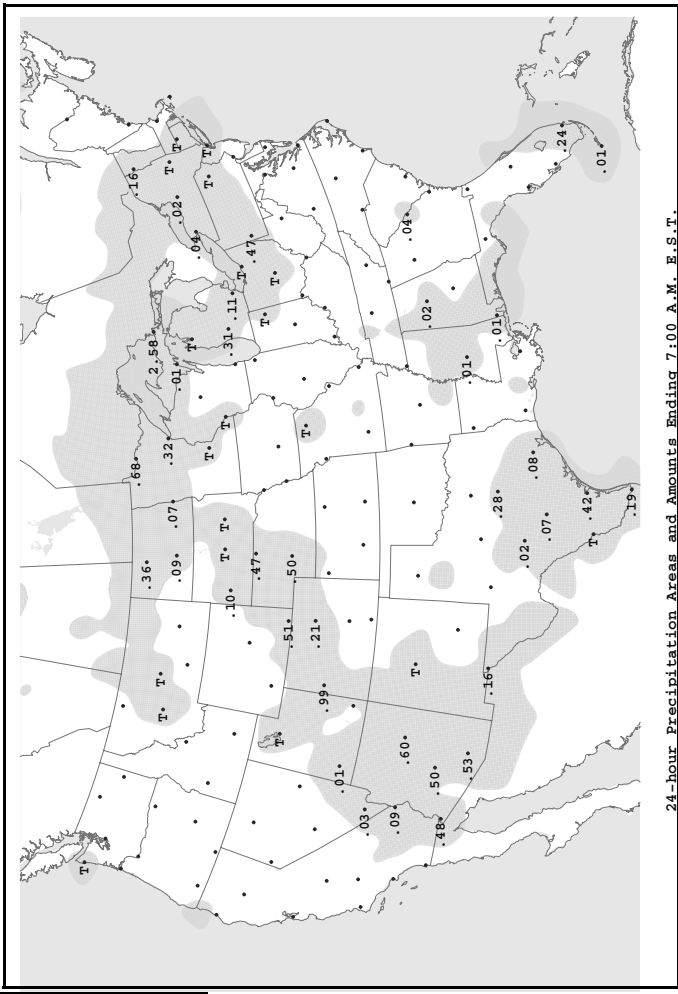 T
.68 .16
.36 2.58
T T .32 T
.09 .07 .01 .02 T
T .04
T T T
T T T
.10 .31 .11 T
.47 .47
T T T
.51 .50 T
.21
.99
.01
.03
.09 .60 .04
T .02
.48 .50
.53 .01
.16 .28 .01
.02 .08
.07
T .42 .24
.01
.19
24-hour Precipitation Areas and Amounts Ending 7:00 A.M. E.S.T.